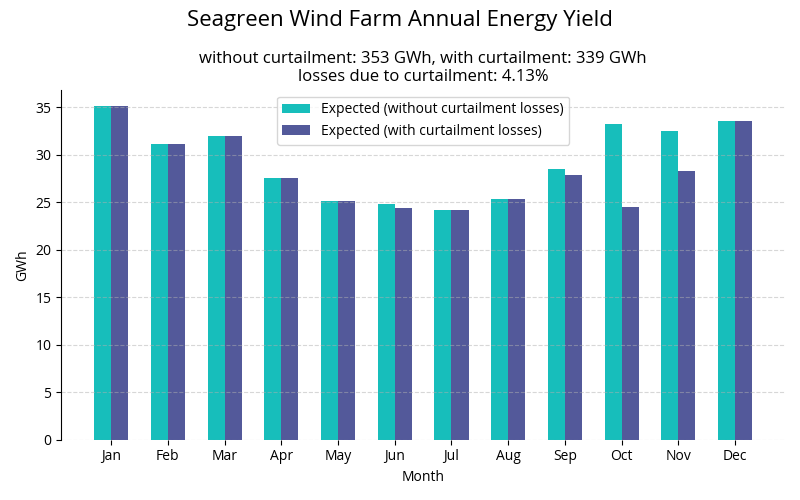 Seagreen Wind Farm Annual Energy Yield
without curtailment: 353 GWh, with curtailment: 339 GWh
losses due to curtailment: 4.13%
Expected (without curtailment losses)
Expected (with curtailment losses)
35
30
25
20
15
10
5
0
GWh
Jan Feb Mar Apr May Jun Jul Aug Sep Oct Nov Dec
Month